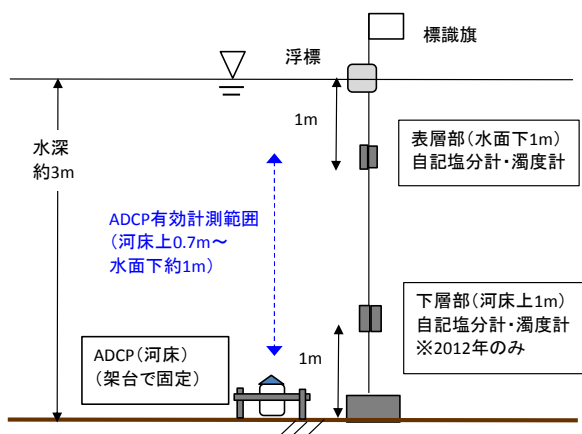 標識旗
浮標
1m
水深
約3m
表層部(水面下1m)
自記塩分計・濁度計
ADCP有効計測範囲
(河床上0.7m~
水面下約1m)
下層部(河床上1m)
自記塩分計・濁度計
※2012年のみ
ADCP(河床)
(架台で固定)
1m